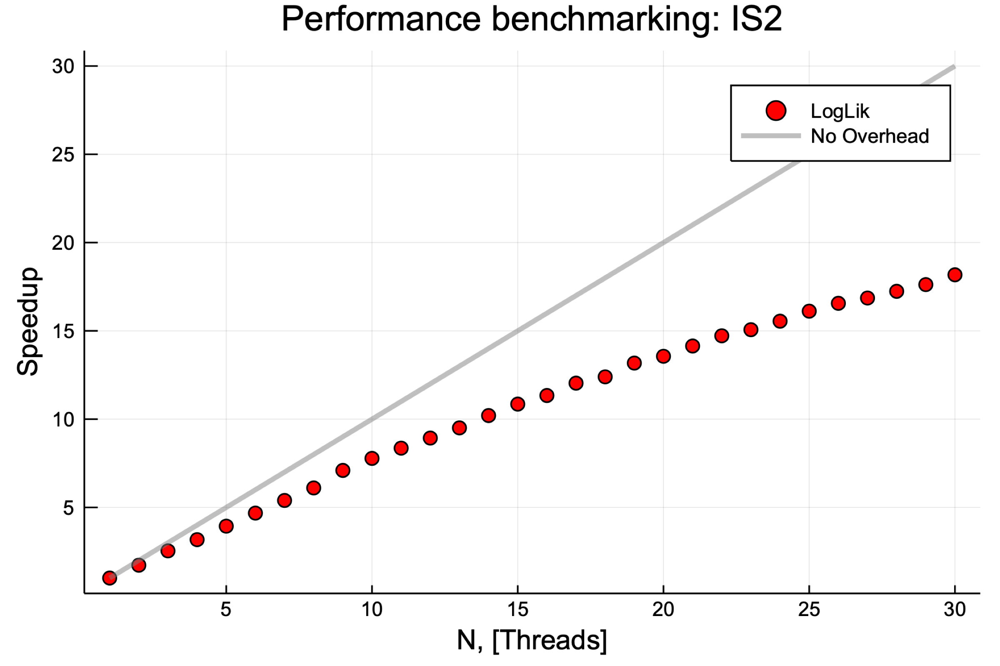 Performance benchmarking: IS2
30
25
20
15
10
5
Speedup
LogLik
No Overhead
5 10 15 20 25 30
N, [Threads]